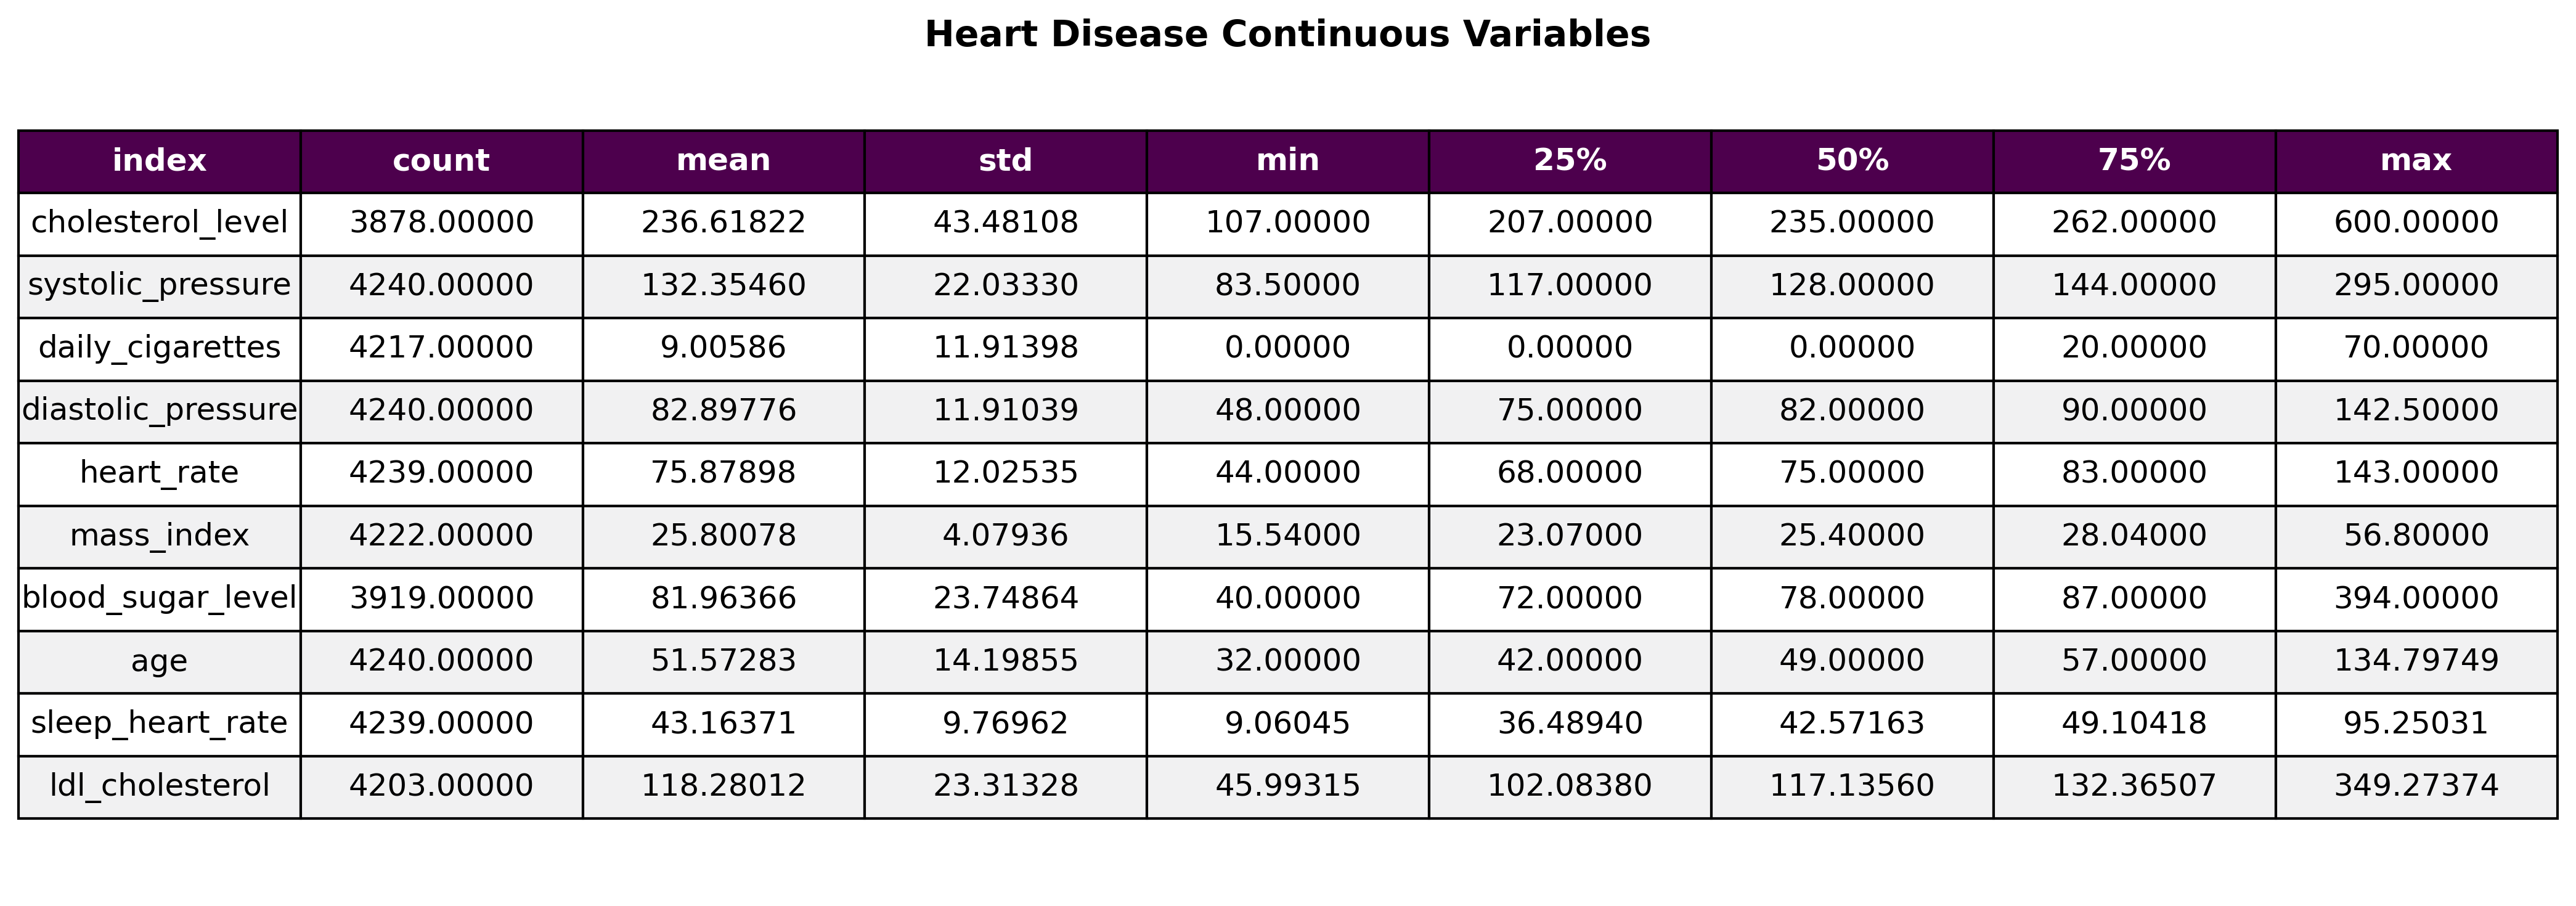 Heart Disease Continuous Variables
index count mean std min 25% 50% 75% max
cholesterol_level 3878.00000 236.61822 43.48108 107.00000 207.00000 235.00000 262.00000 600.00000
systolic_pressure 4240.00000 132.35460 22.03330 83.50000 117.00000 128.00000 144.00000 295.00000
daily_cigarettes 4217.00000 9.00586 11.91398 0.00000 0.00000 0.00000 20.00000 70.00000
diastolic_pressure 4240.00000 82.89776 11.91039 48.00000 75.00000 82.00000 90.00000 142.50000
heart_rate 4239.00000 75.87898 12.02535 44.00000 68.00000 75.00000 83.00000 143.00000
mass_index 4222.00000 25.80078 4.07936 15.54000 23.07000 25.40000 28.04000 56.80000
blood_sugar_level 3919.00000 81.96366 23.74864 40.00000 72.00000 78.00000 87.00000 394.00000
age 4240.00000 51.57283 14.19855 32.00000 42.00000 49.00000 57.00000 134.79749
sleep_heart_rate 4239.00000 43.16371 9.76962 9.06045 36.48940 42.57163 49.10418 95.25031
ldl_cholesterol 4203.00000 118.28012 23.31328 45.99315 102.08380 117.13560 132.36507 349.27374